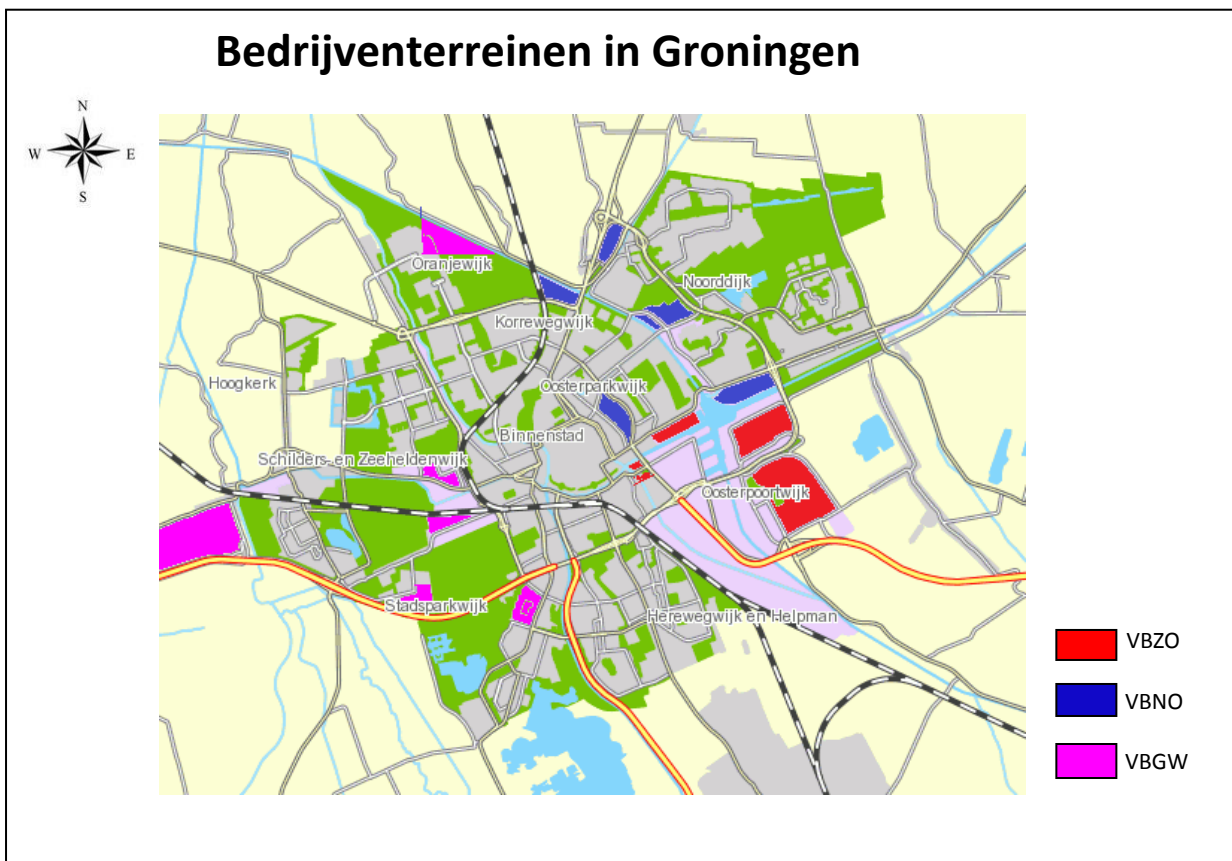 Bedrijventerreinen in Groningen
N
W E
S
Oranjewijk
Noorddijk
Korrewegwijk
Hoogkerk
Oosterparkwijk
Binnenstad
Schilders- en Zeeheldenwijk
Oosterpoortwijk
Stadsparkwijk
Herewegwijk en Helpman
VBZO
VBNO
VBGW